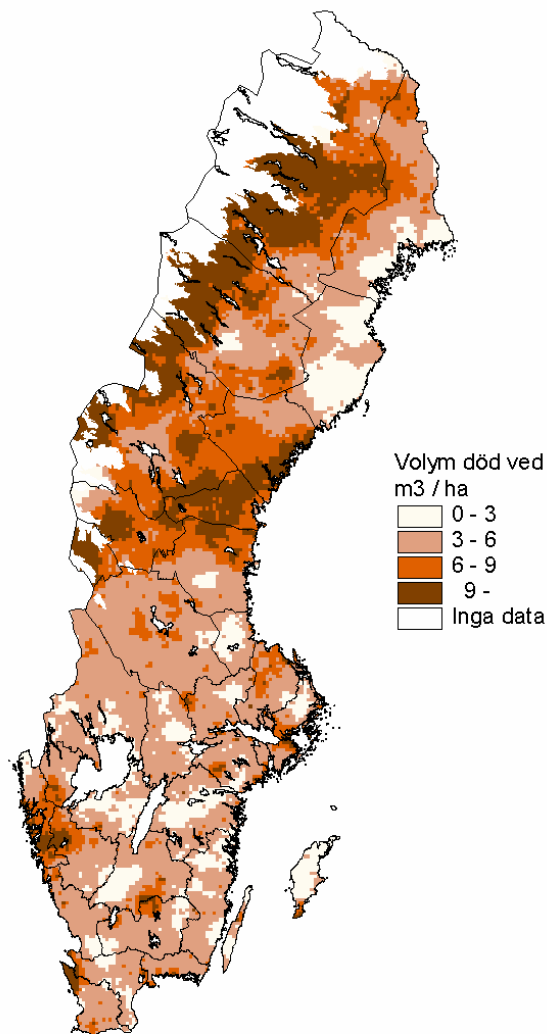 Volym död ved
m3 / ha
0 - 3
3 - 6
6 - 9
9 -
Inga data